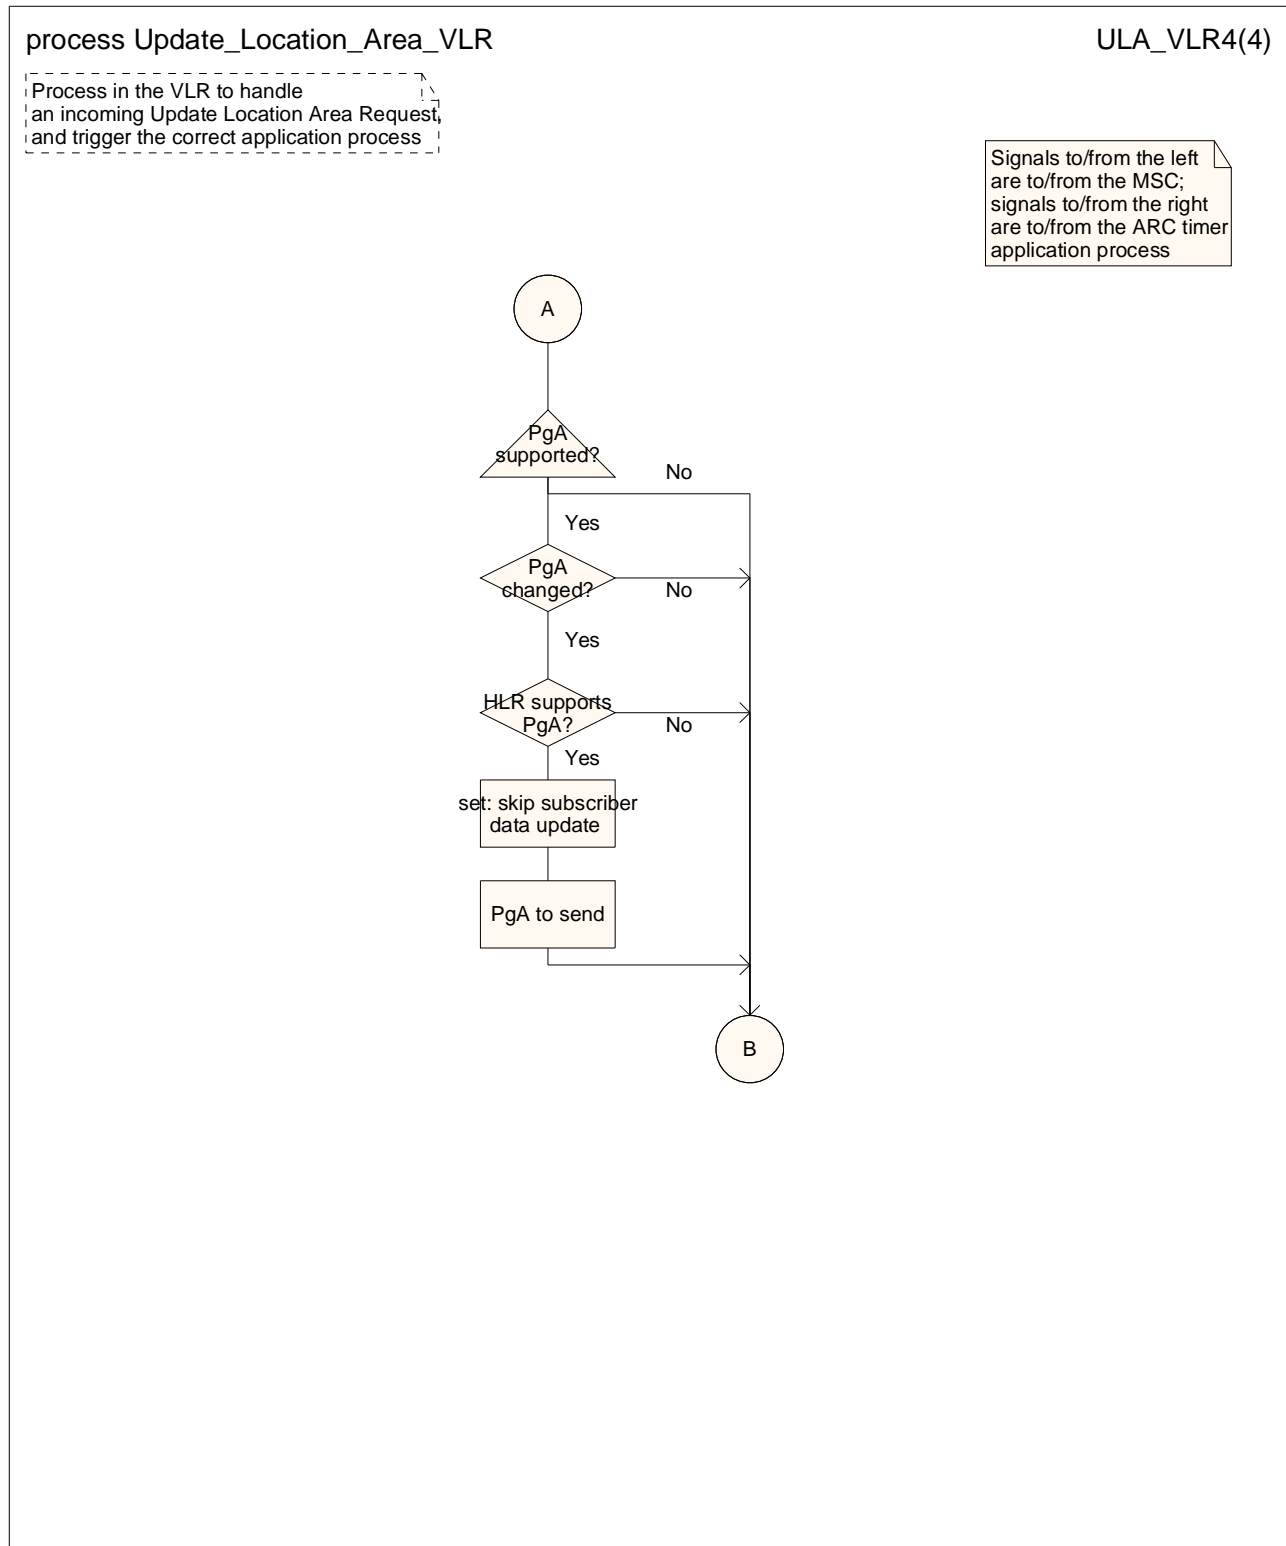 process Update_Location_Area_VLR
ULA_VLR4(4)
Process in the VLR to handle
an incoming Update Location Area Request,
and trigger the correct application process
Signals to/from the left
are to/from the MSC;
signals to/from the right
are to/from the ARC timer
application process
A
PgA
supported?
No
Yes
PgA
changed?
No
Yes
HLR supports
PgA?
No
Yes
set: skip subscriber
data update
PgA to send
B